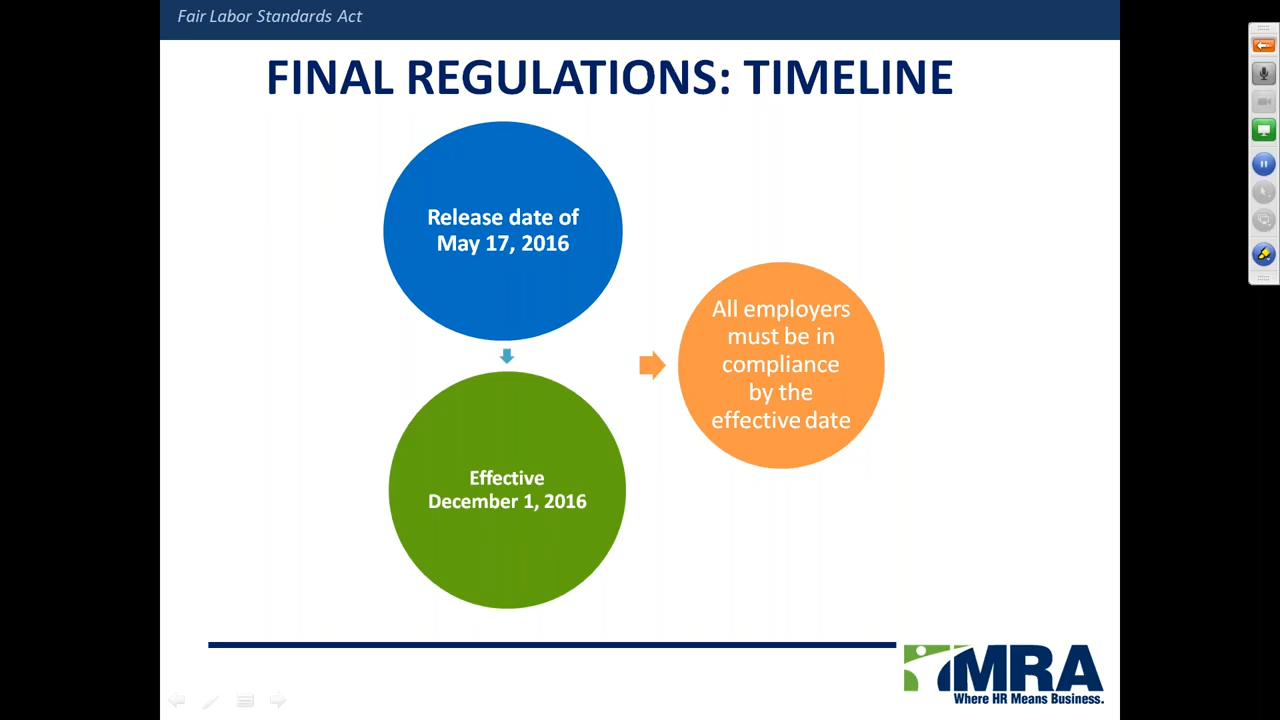 Fair Labor Standards Act
FINAL REGULATIONS: TIMELINE
Release date of
May 17, 2016
Effective
December 1, 2016
All employers
must be in
compliance
by the
effective date
MRA
Where HR Means Business.